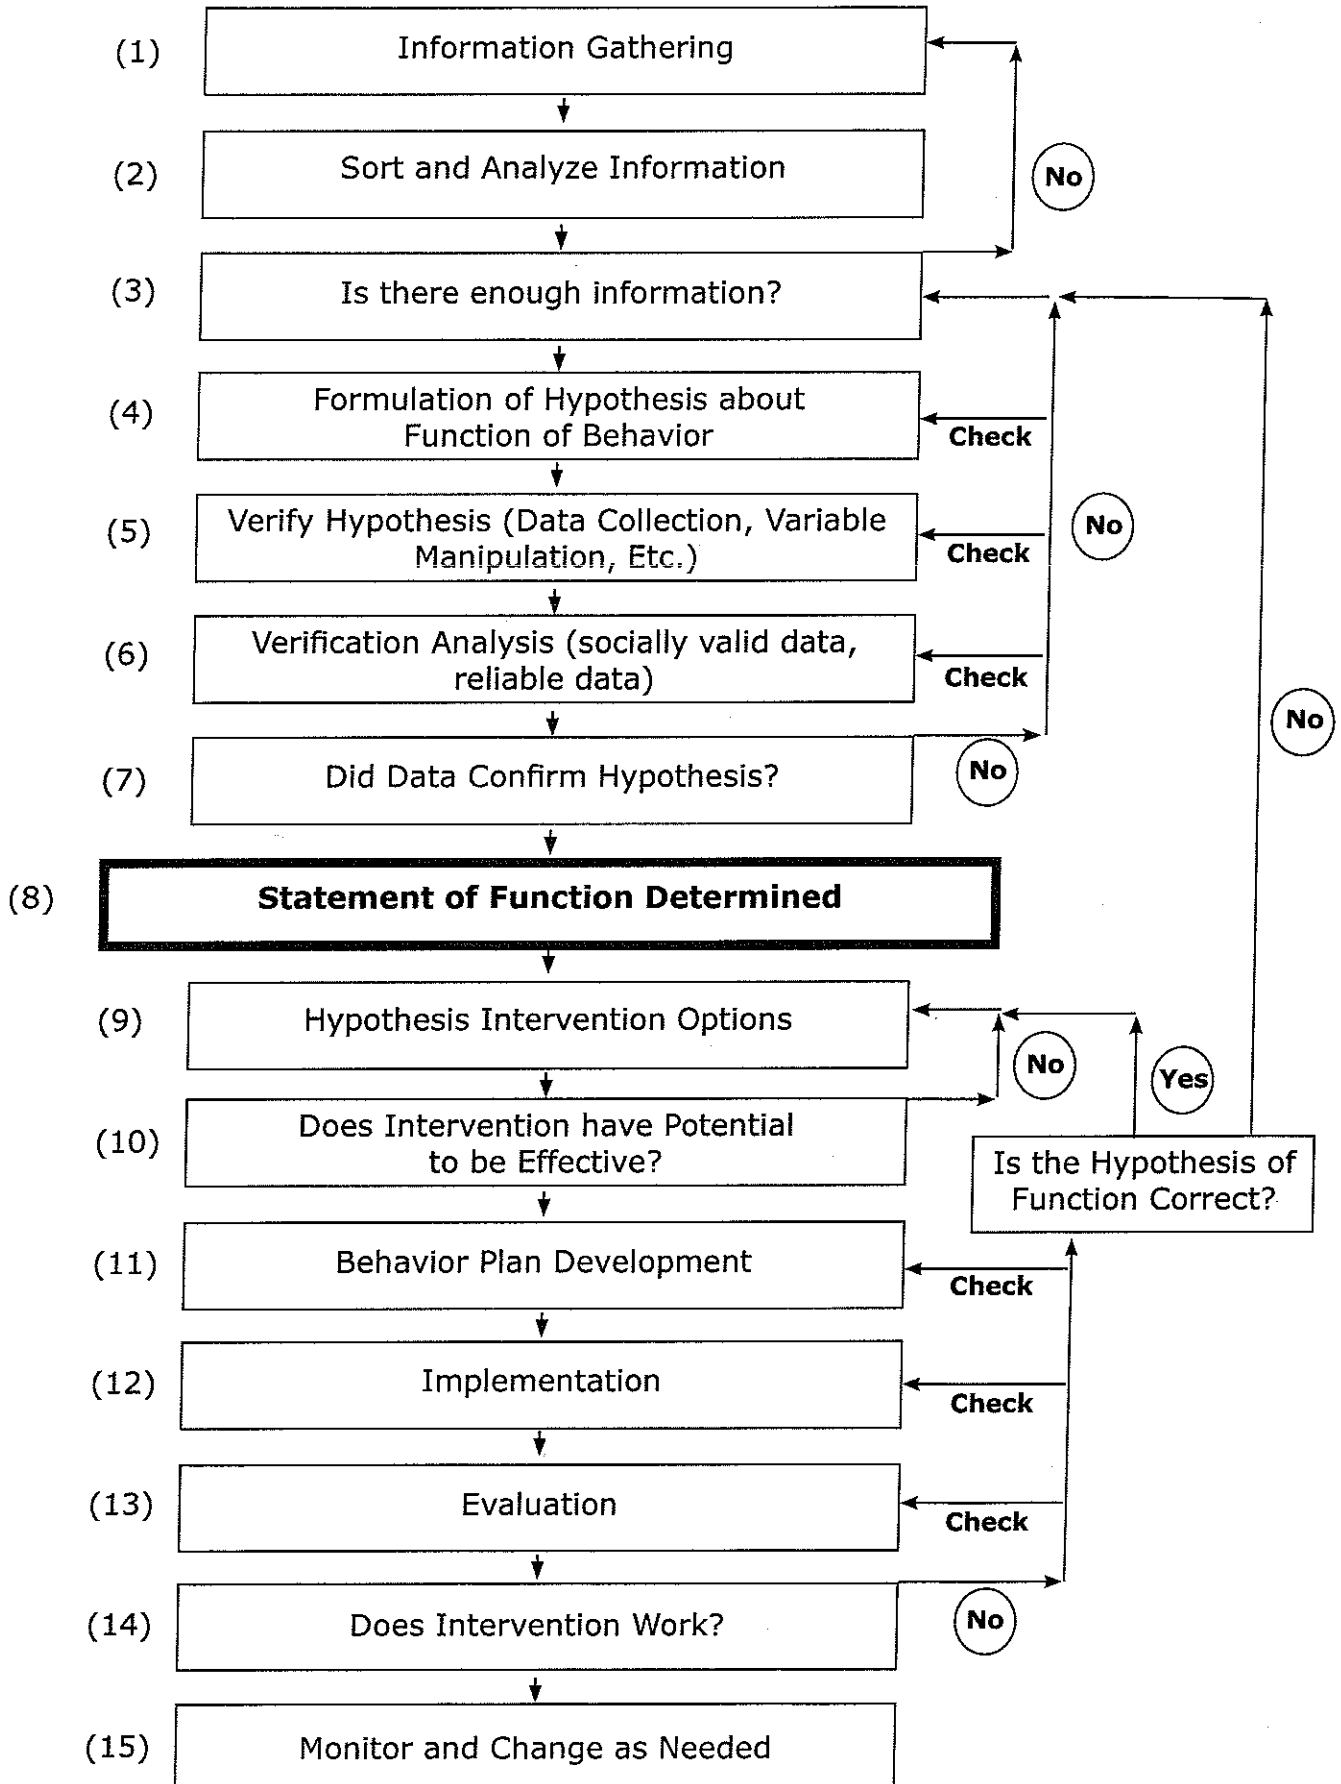 (1)
Information Gathering
(2)
Sort and Analyze Information
No
(3)
Is there enough information?
(4)
Formulation of Hypothesis about
Function of Behavior
Check
(5)
Verify Hypothesis (Data Collection, Variable
Manipulation, Etc.)
Check
No
(6)
Verification Analysis (socially valid data,
reliable data)
Check
No
(7)
Did Data Confirm Hypothesis?
No
(8)
Statement of Function Determined
(9)
Hypothesis Intervention Options
No
Yes
(10)
Does Intervention have Potential
to be Effective?
Is the Hypothesis of
Function Correct?
(11)
Behavior Plan Development
Check
(12)
Implementation
Check
(13)
Evaluation
Check
(14)
Does Intervention Work?
No
(15)
Monitor and Change as Needed